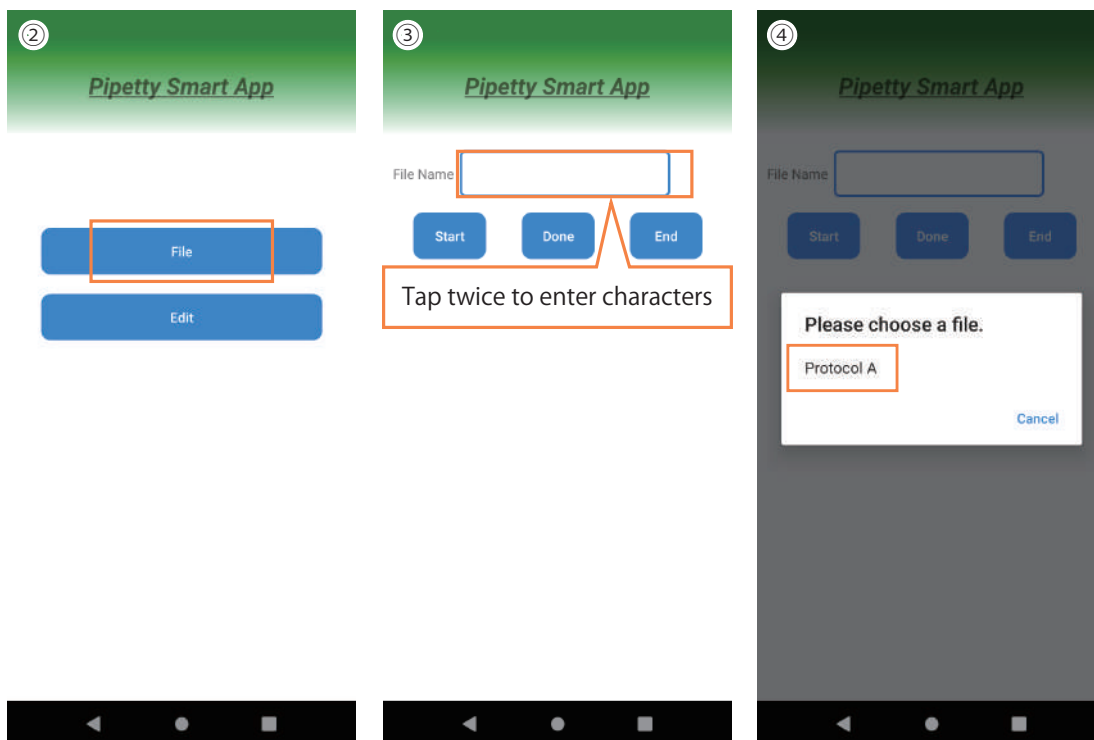 ②
Pipetty Smart App
File
Edit
③
Pipetty Smart App
File Name
Start Done End
Tap twice to enter characters
④
Pipetty Smart App
File Name
Start Done End
Please choose a file.
Protocol A
Cancel